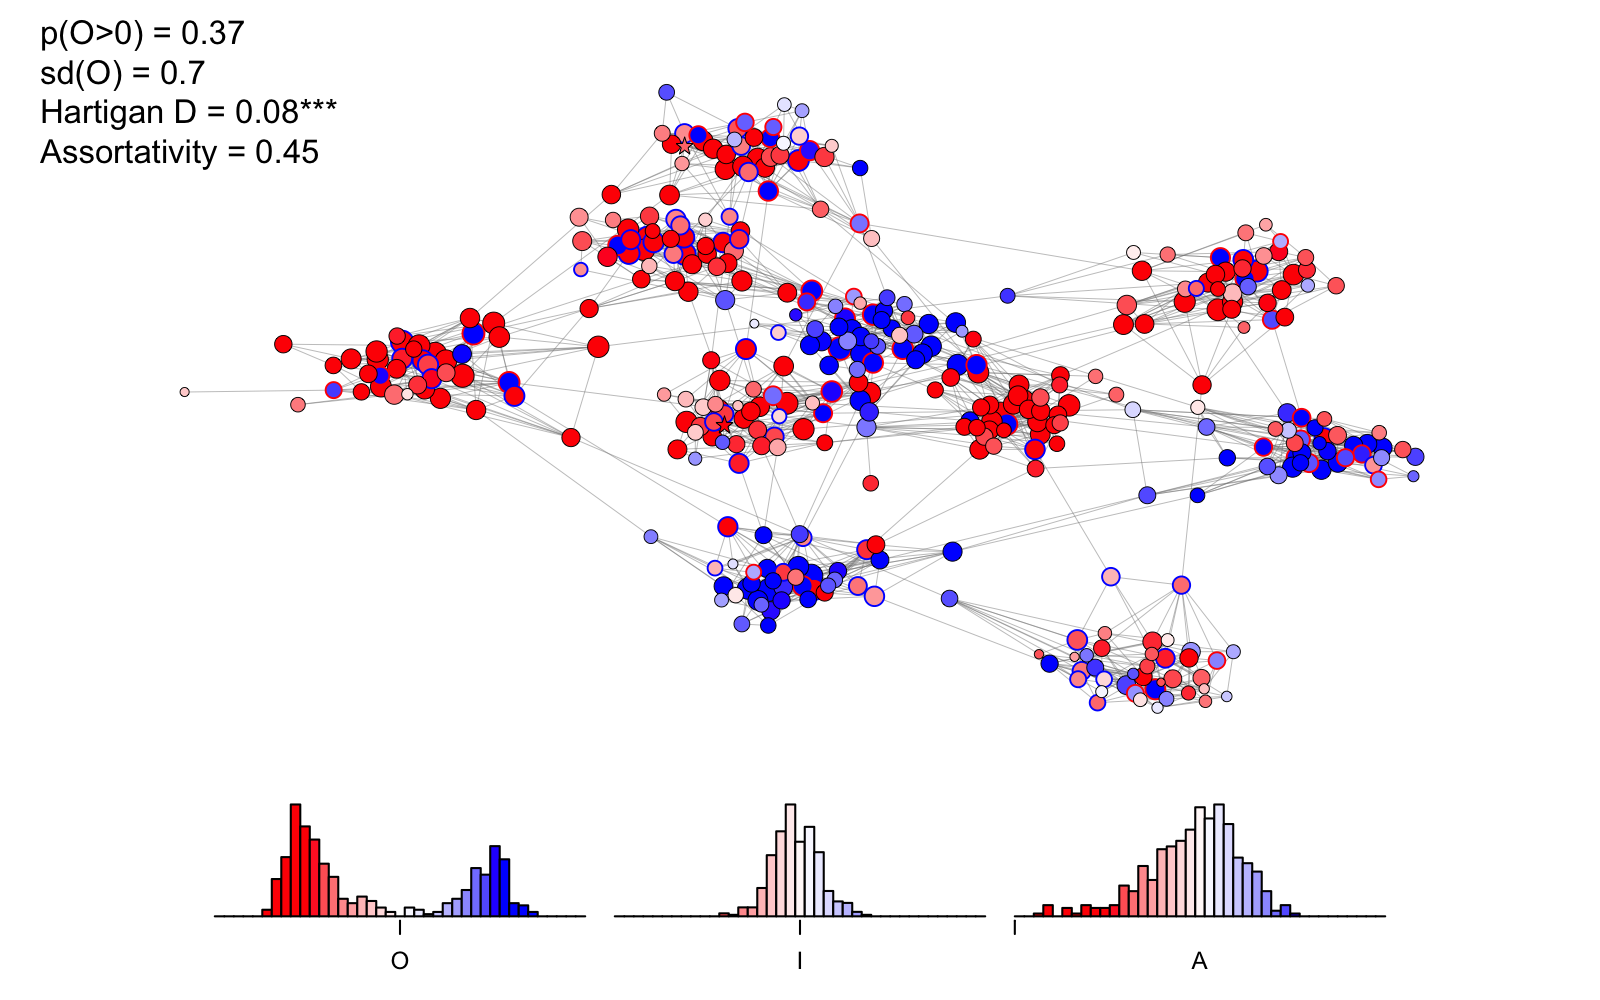 p(O>0) = 0.37
sd(O) = 0.7
Hartigan D = 0.08***
Assortativity = 0.45
O
I
A